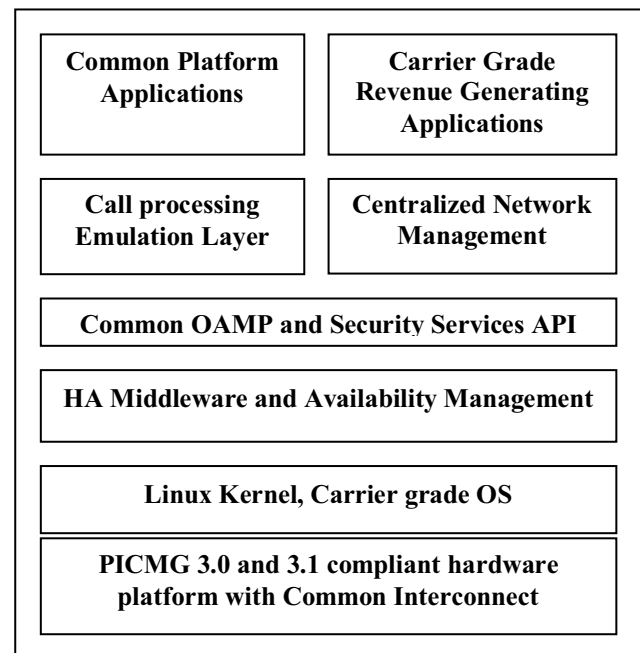 Common Platform
Applications
Carrier Grade
Revenue Generating
Applications
Call processing
Emulation Layer
Centralized Network
Management
Common OAMP and Security Services API
HA Middleware and Availability Management
Linux Kernel, Carrier grade OS
PICMG 3.0 and 3.1 compliant hardware
platform with Common Interconnect